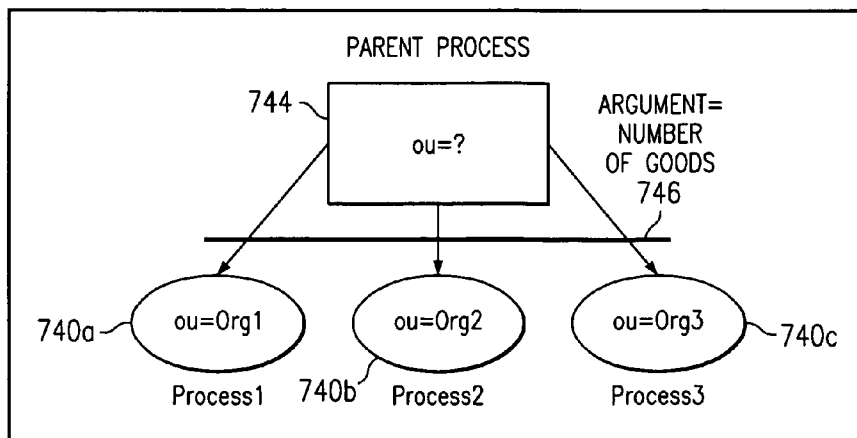 PARENT PROCESS
744
ou=?
ARGUMENT=
NUMBER
OF GOODS
746
740a
ou=Org1
ou=Org2
ou=Org3
740c
Process1
740b
Process2
Process3